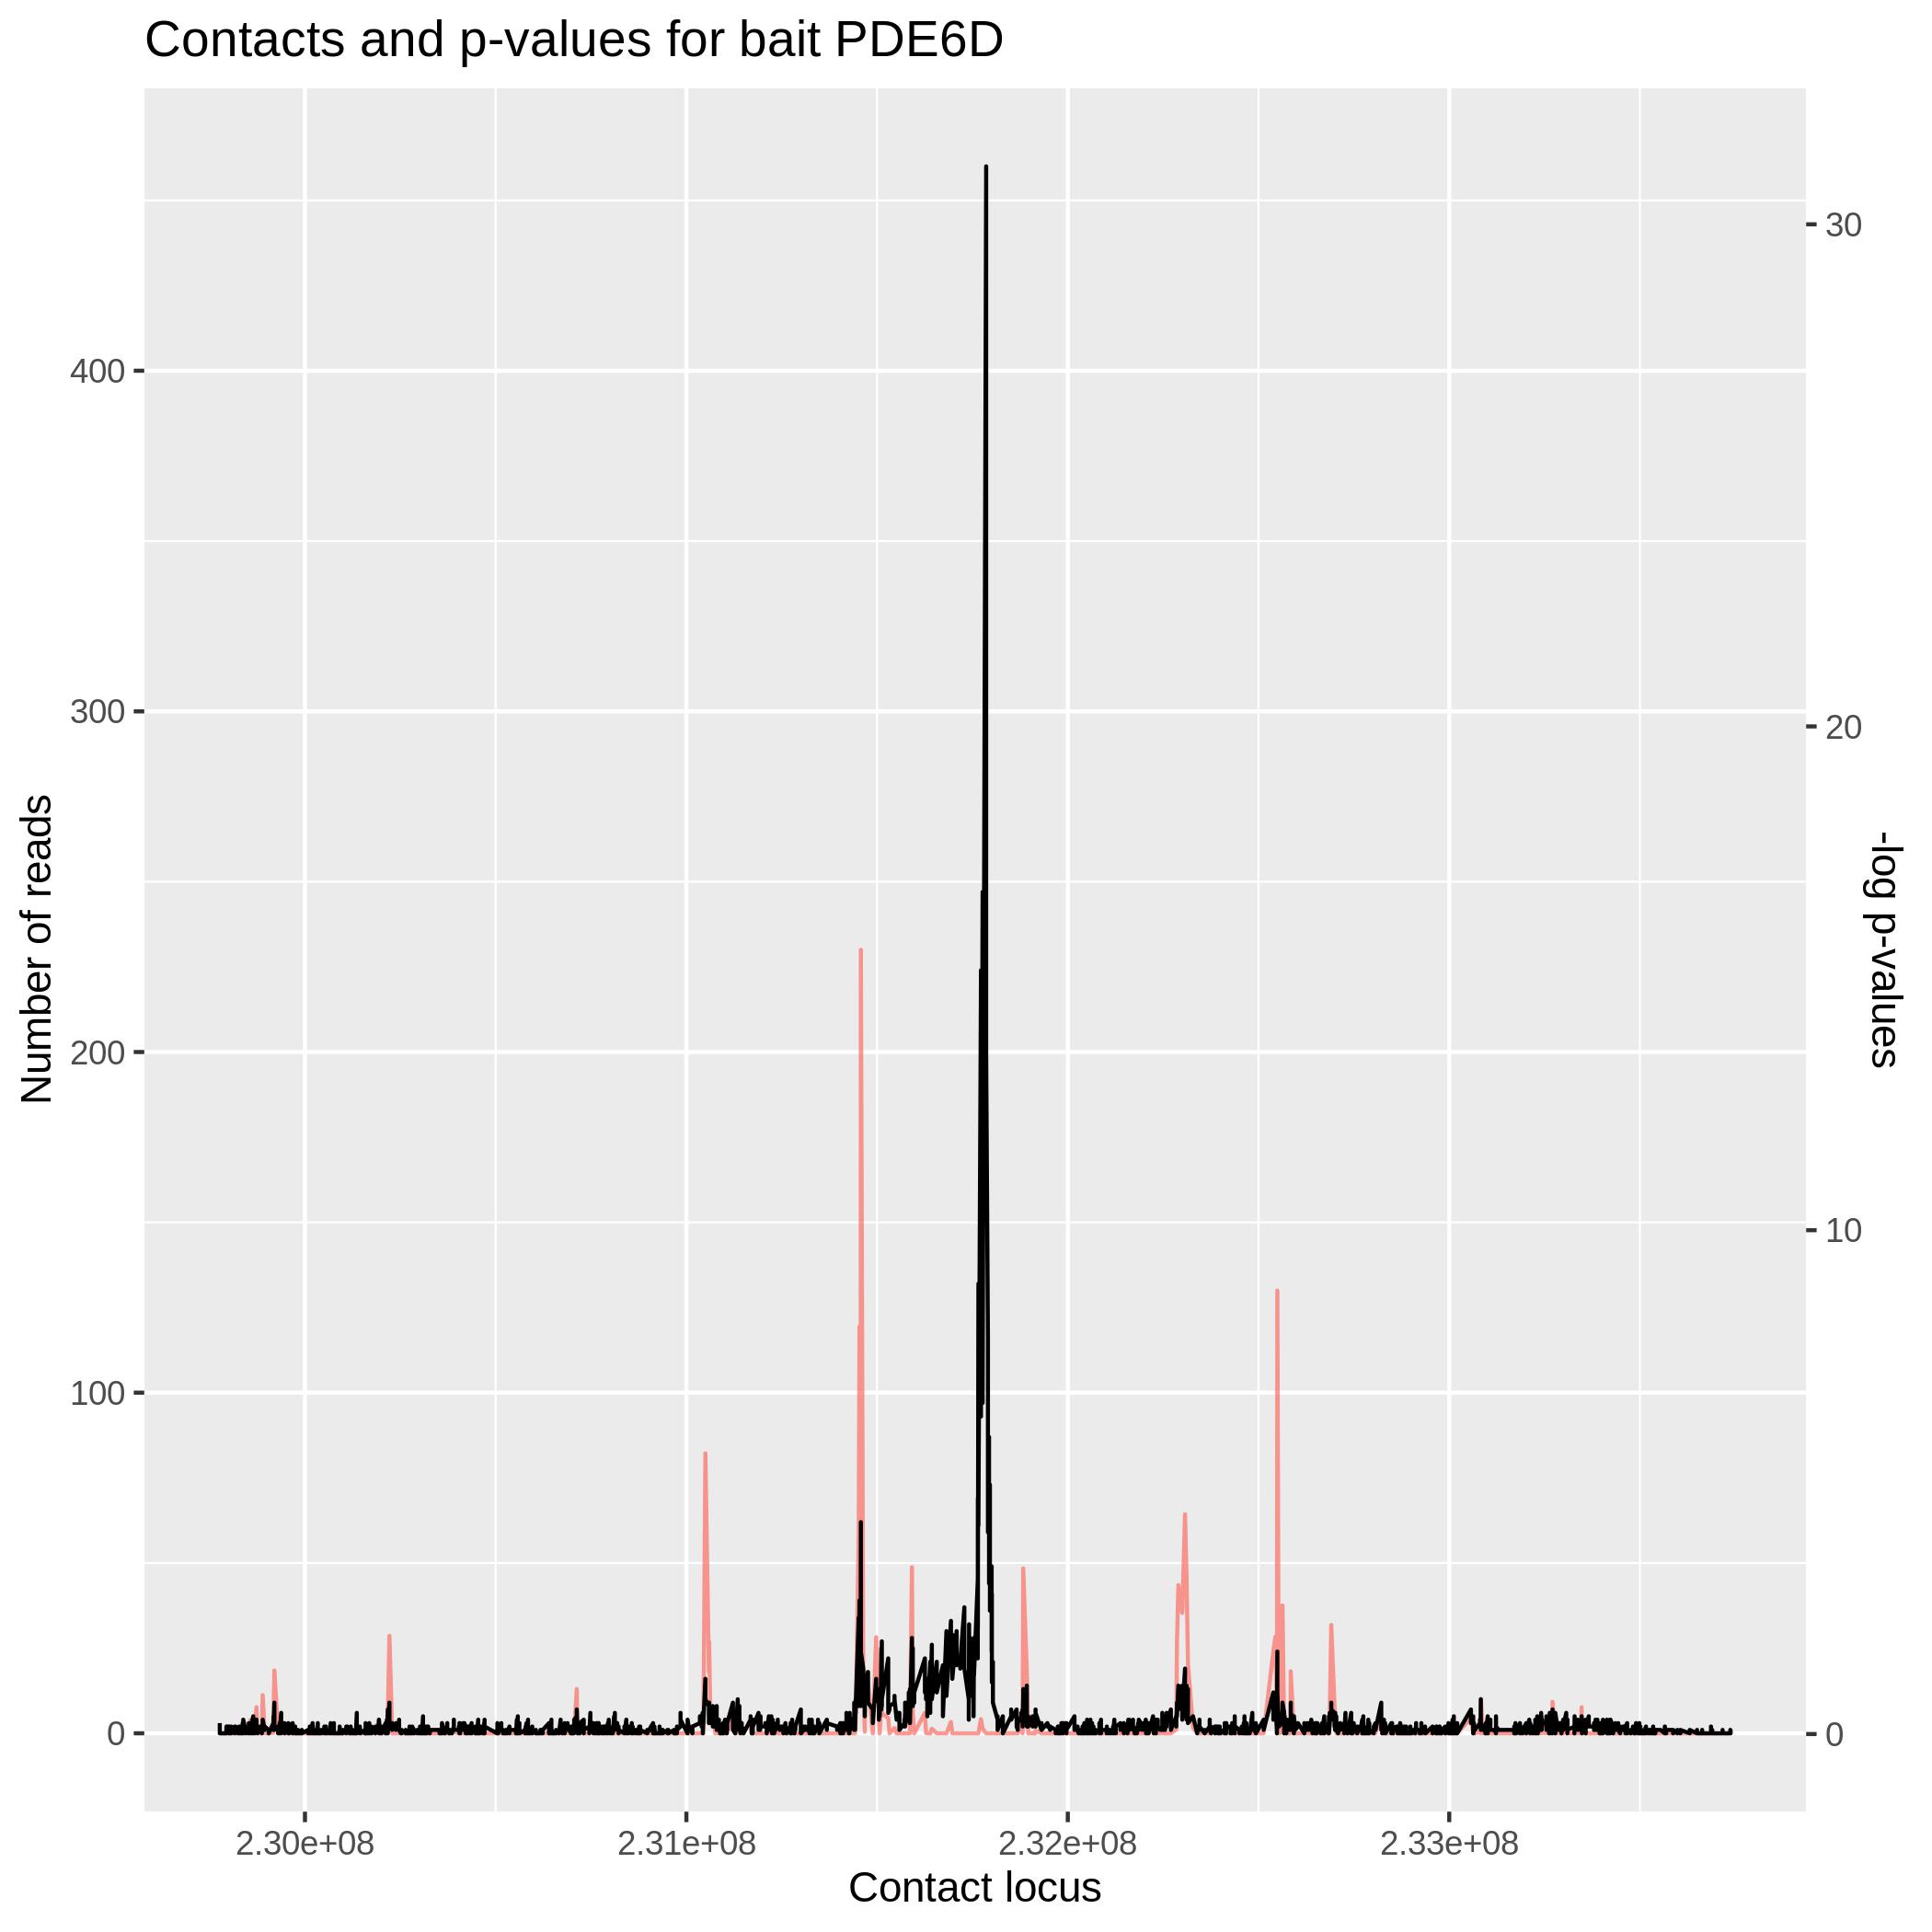 Contacts and p-values for bait PDE6D
Number of reads
400
300
200
100
0
30
20
10
0
-log p-values
2.30e+08
2.31e+08
2.32e+08
2.33e+08
Contact locus